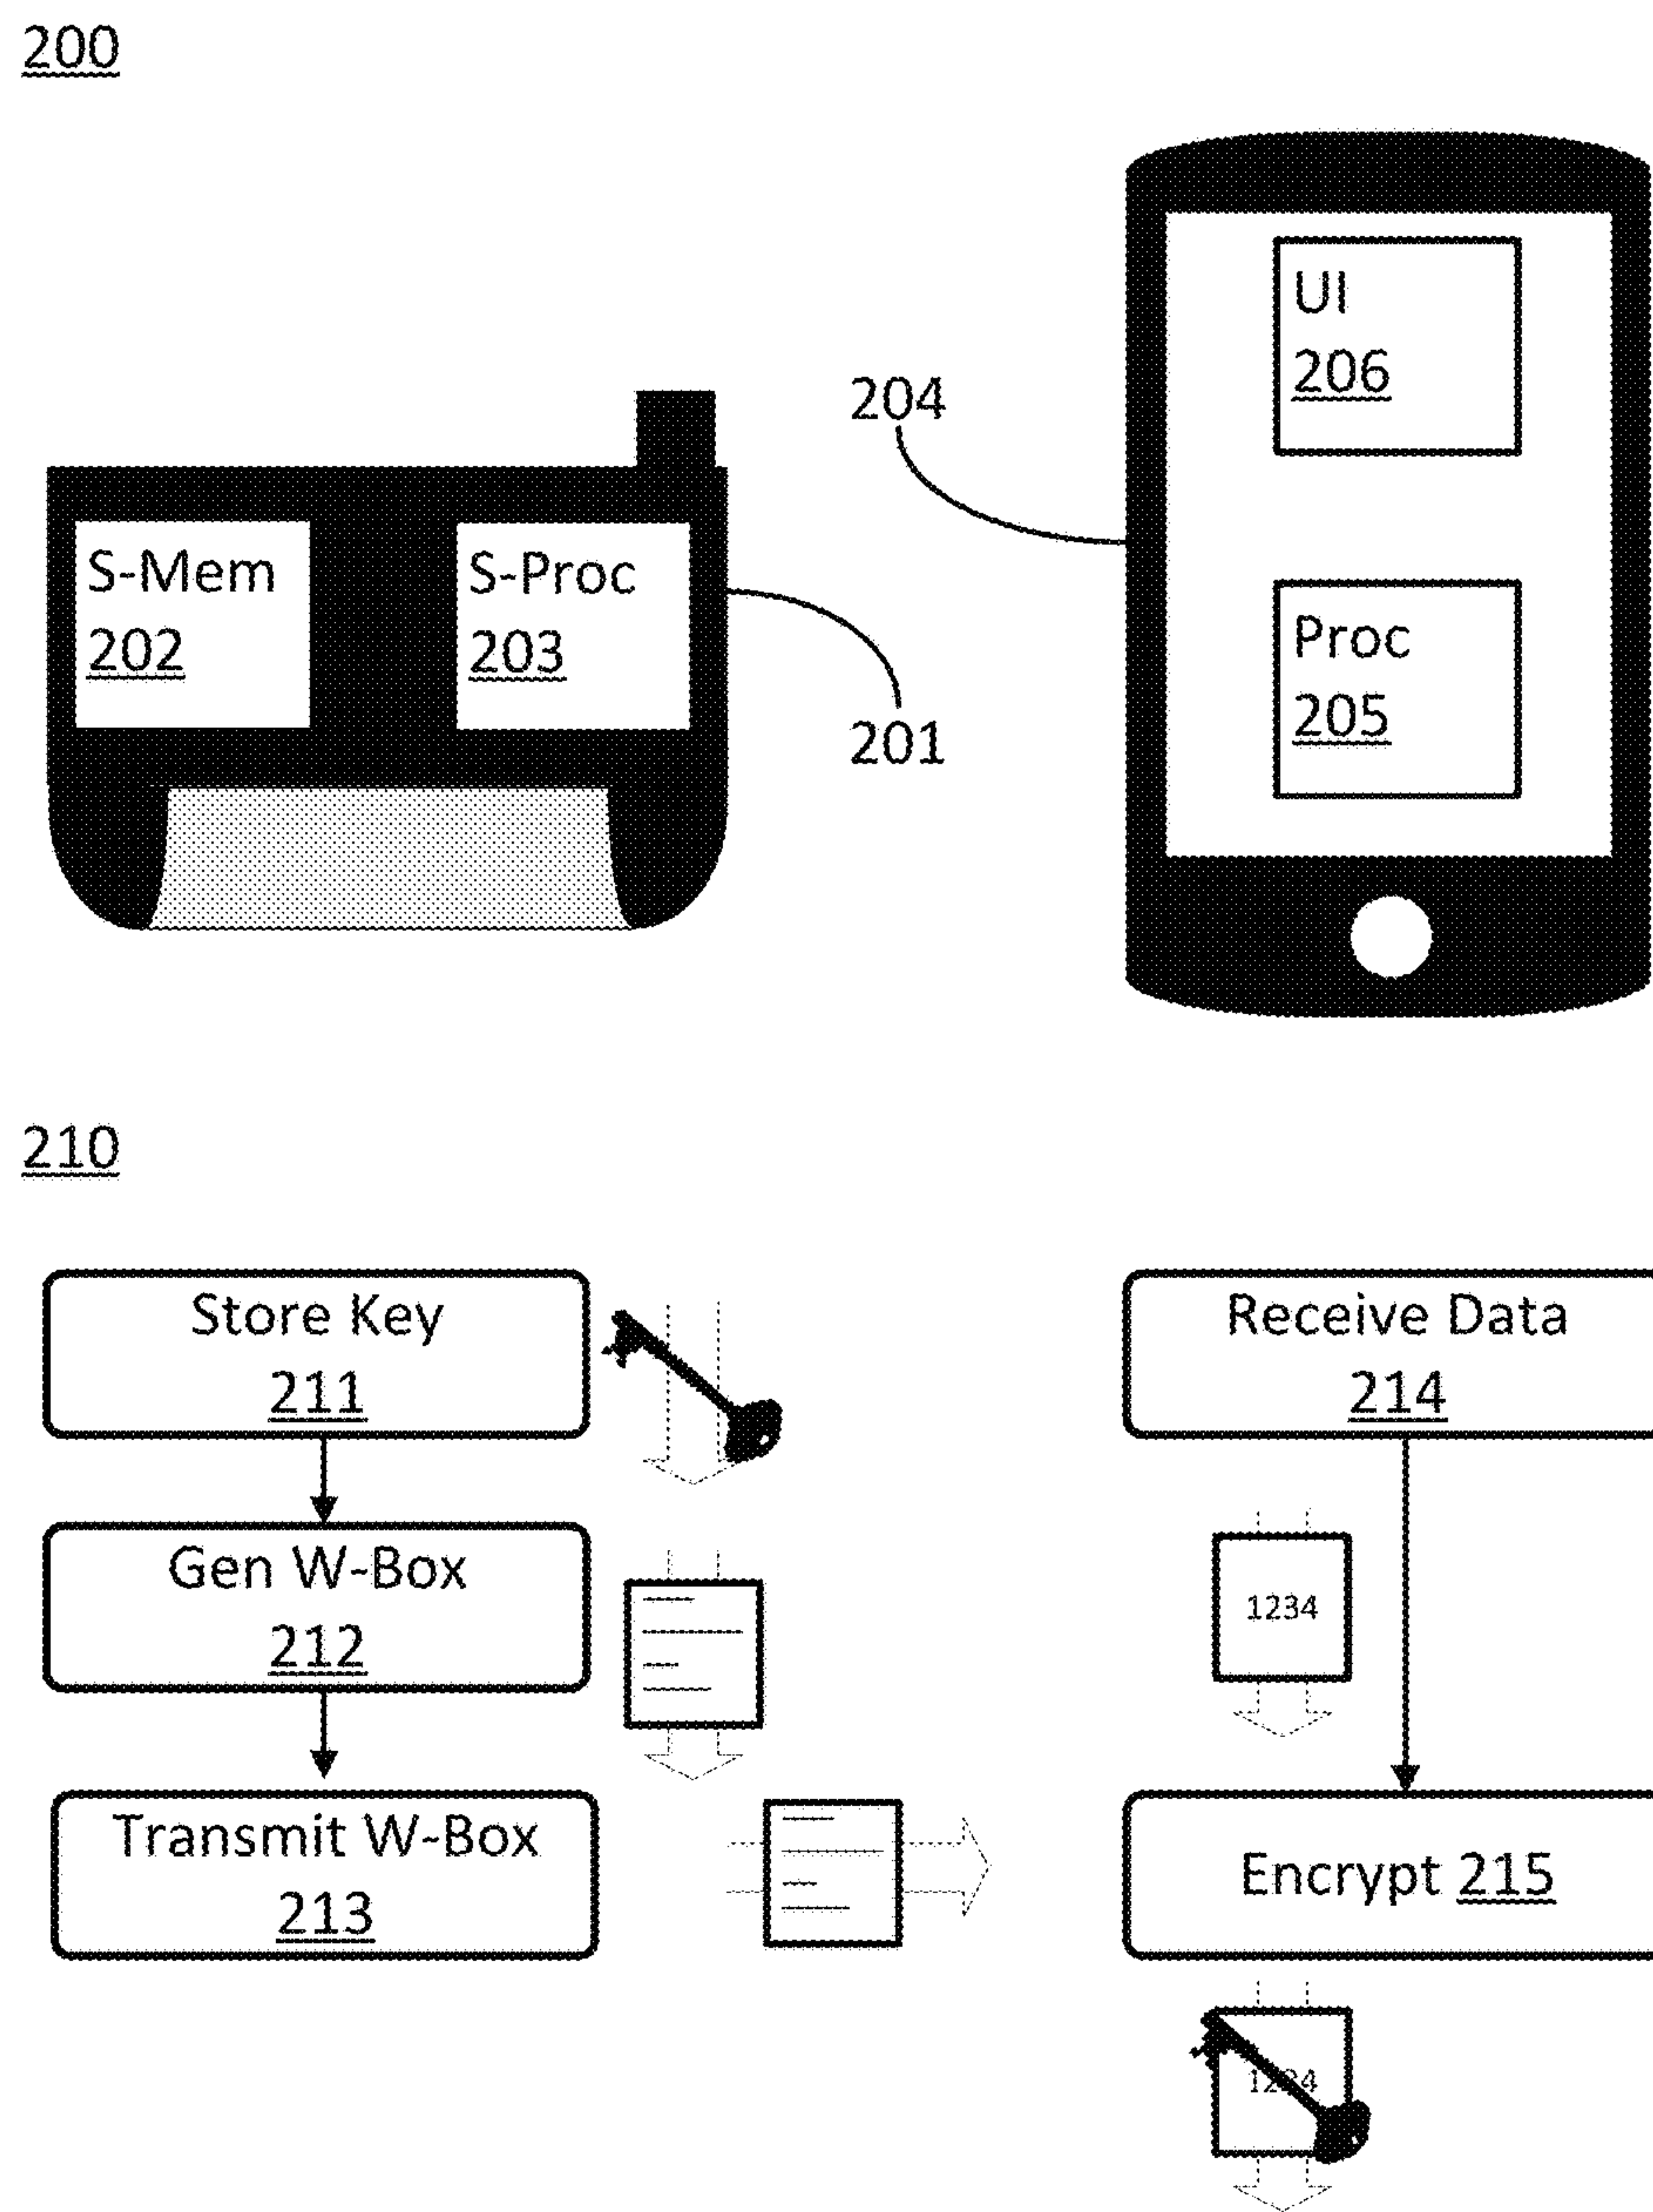 200
UI
206
204
S-Mem
202
S-Proc
203
Proc
205
201
210
Store Key
211
Receive Data
214
Gen W-Box
212
1234
Transmit W-Box
213
Encrypt 215
1234